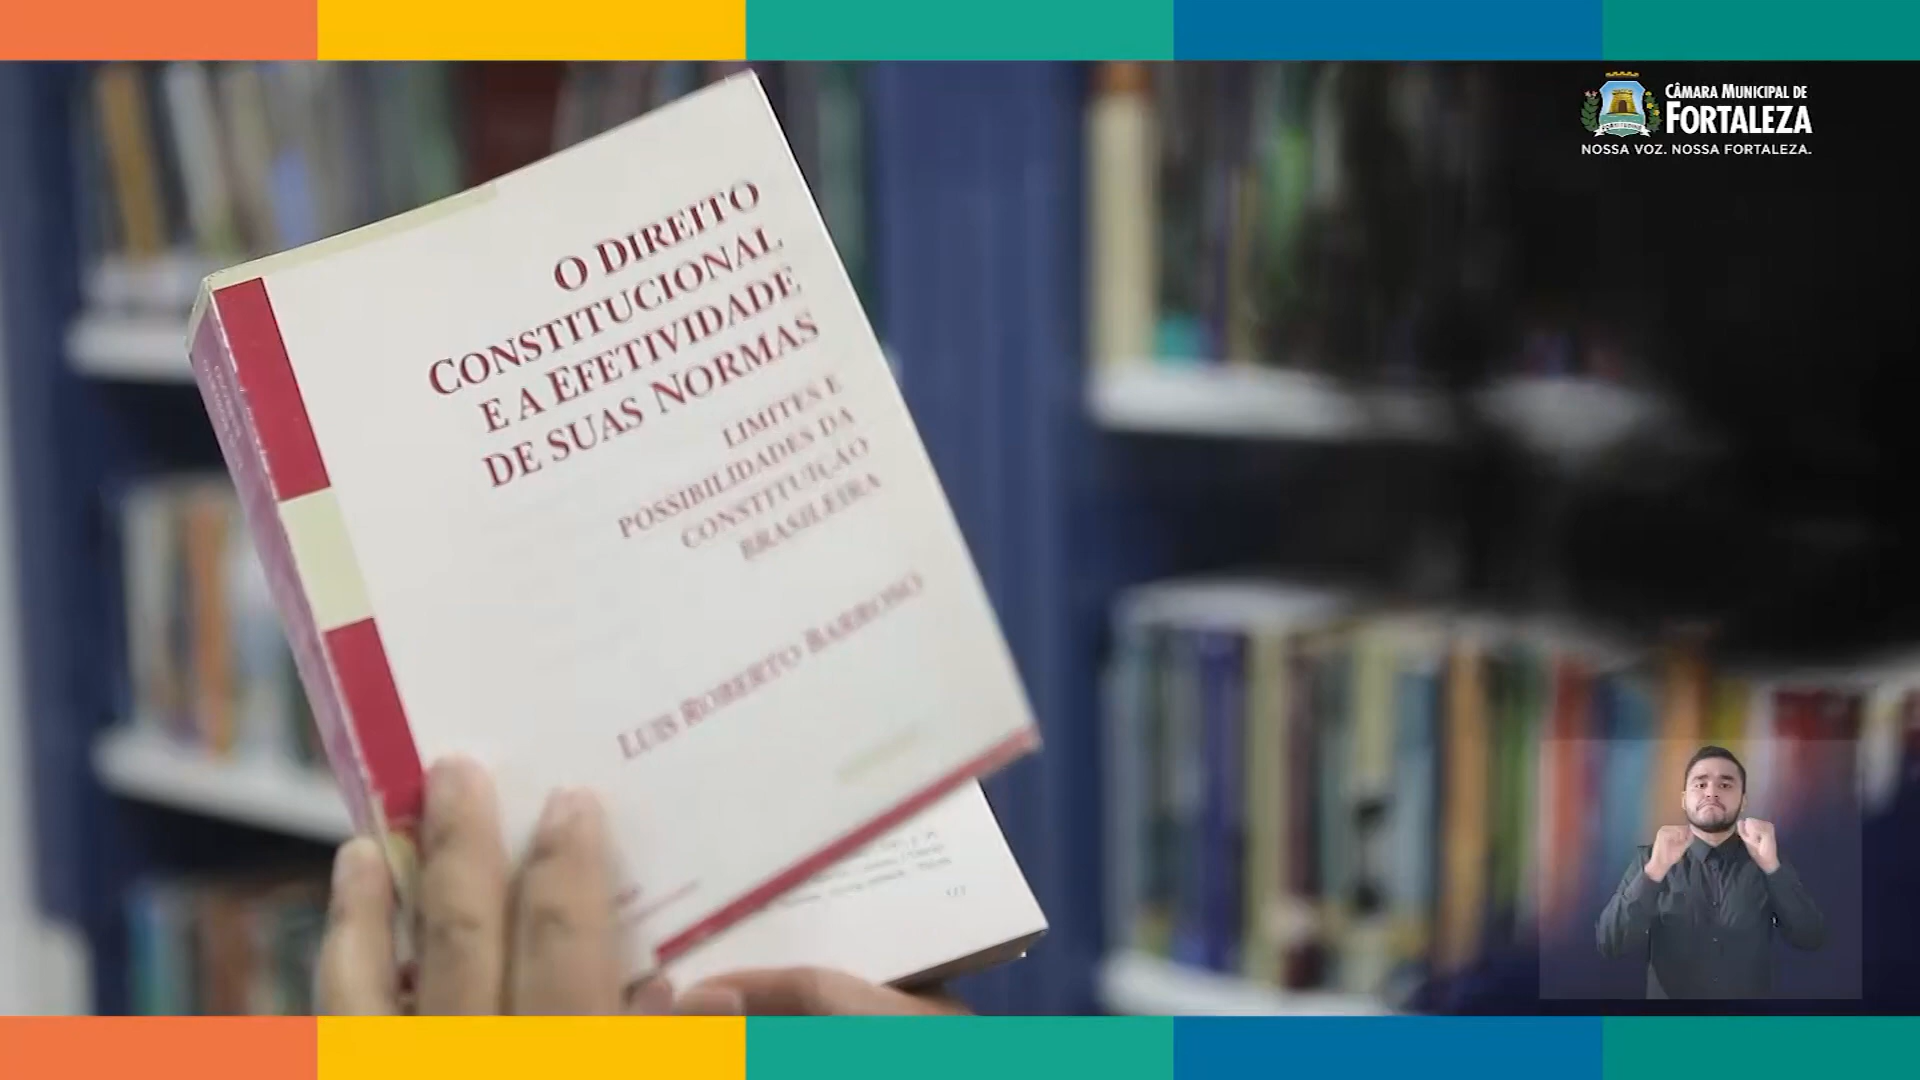 CÂMARA MUNICIPAL DE
FORTALEZA
NOSSA VOZ. NOSSA FORTALEZA.
O DIREITO
CONSTITUCIONAL
E A EFETIVIDADE
DE SUAS NORMAS
LIMITES E
POSSIBILIDADES DA
CONSTITUIÇÃO
BRASILEIRA
LUIS ROBERTO BARROSO